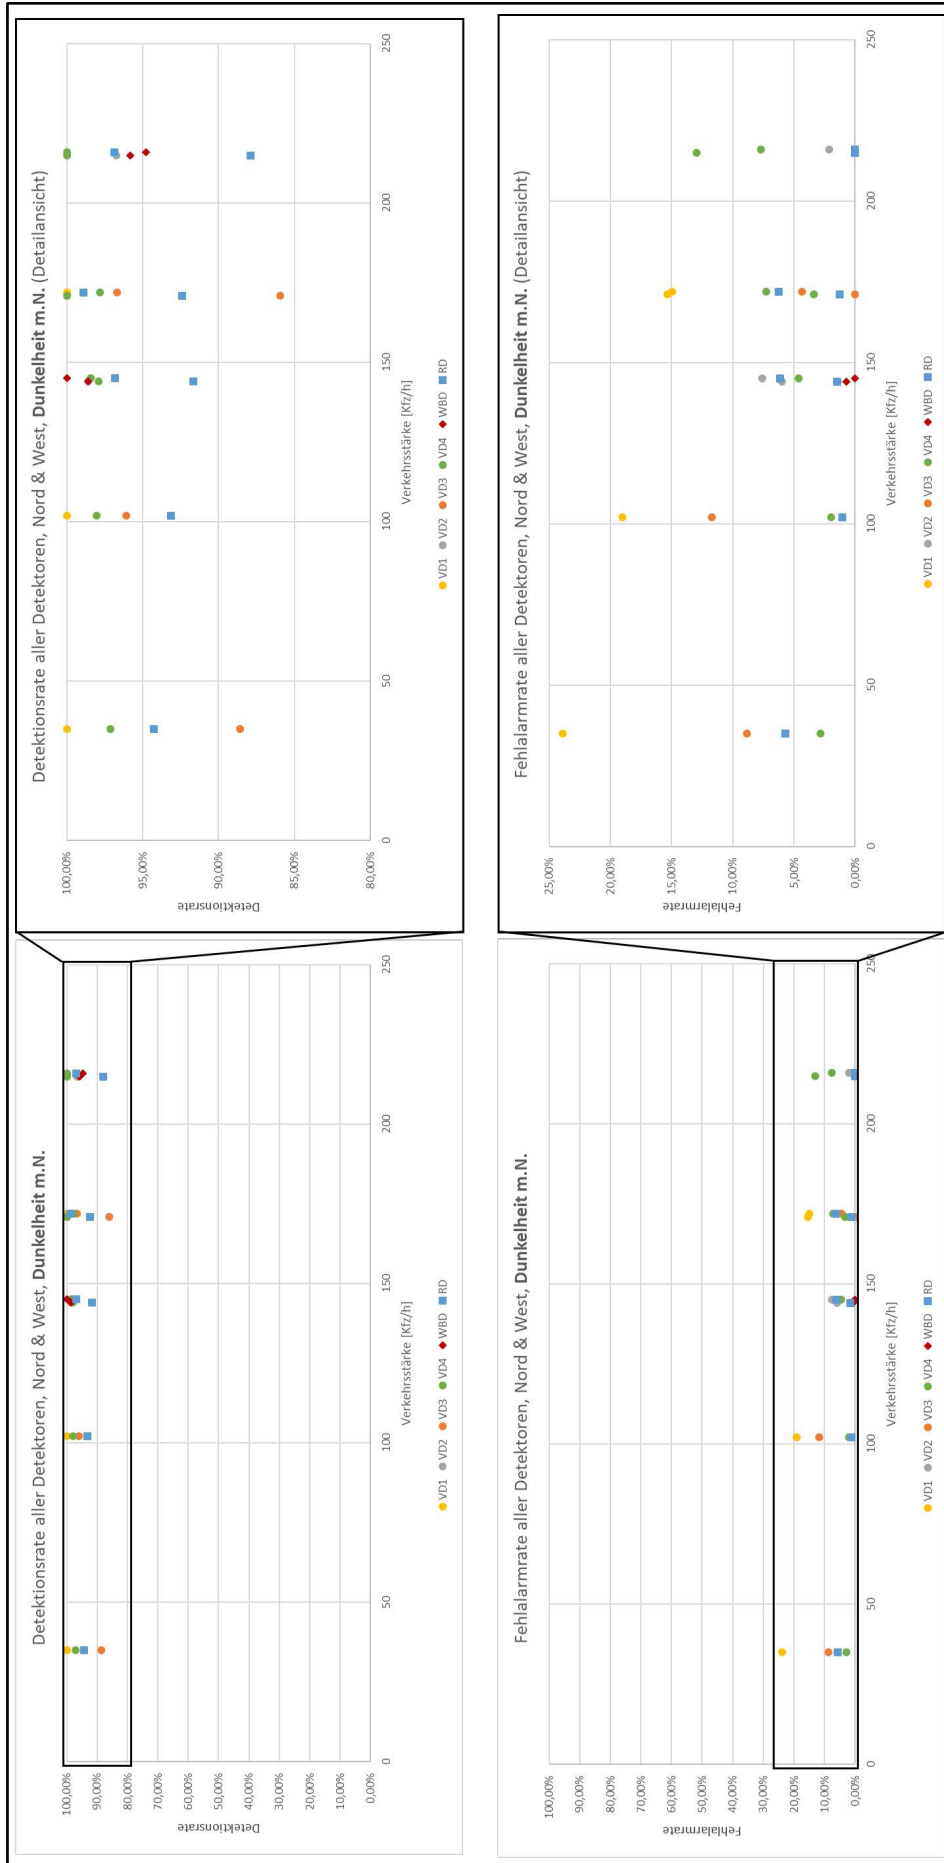 Detektionsrate aller Detektoren, Nord & West, Dunkelheit m.N.
100,00%
90,00%
80,00%
70,00%
60,00%
50,00%
40,00%
30,00%
20,00%
10,00%
0,00%
Detektionsrate
0 50 100 150 200 250
Verkehrsstärke [Kfz/h]
VD1 VD2 VD3 VD4 WBD RD
Detektionsrate aller Detektoren, Nord & West, Dunkelheit m.N. (Detailansicht)
100,00%
95,00%
90,00%
85,00%
80,00%
Detektionsrate
0 50 100 150 200 250
Verkehrsstärke [Kfz/h]
VD1 VD2 VD3 VD4 WBD RD
Fehlalarmrate aller Detektoren, Nord & West, Dunkelheit m.N.
100,00%
90,00%
80,00%
70,00%
60,00%
50,00%
40,00%
30,00%
20,00%
10,00%
0,00%
Fehlalarmrate
0 50 100 150 200 250
Verkehrsstärke [Kfz/h]
VD1 VD2 VD3 VD4 WBD RD
Fehlalarmrate aller Detektoren, Nord & West, Dunkelheit m.N. (Detailansicht)
25,00%
20,00%
15,00%
10,00%
5,00%
0,00%
Fehlalarmrate
0 50 100 150 200 250
Verkehrsstärke [Kfz/h]
VD1 VD2 VD3 VD4 WBD RD